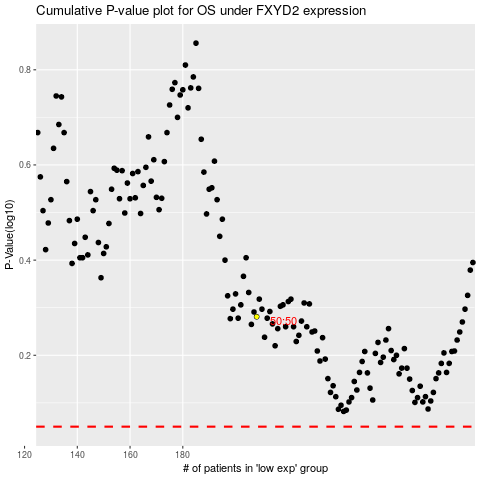 Cumulative P-value plot for OS under FXYD2 expression
P-Value(log10)
0.8
0.6
0.4
0.2
50:50
120 140 160 180
# of patients in 'low exp' group